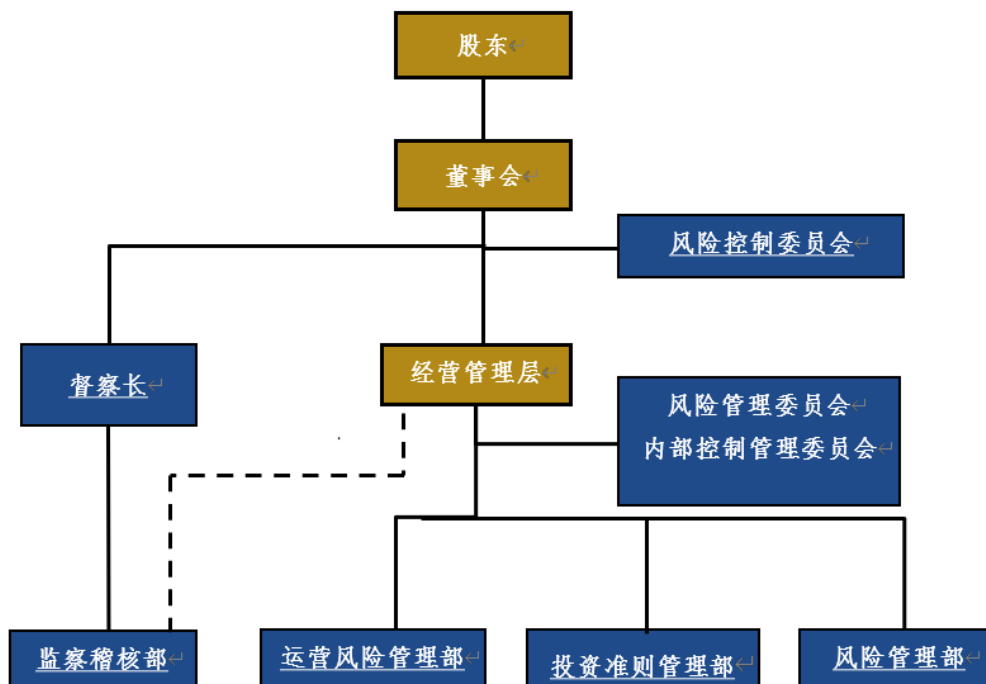 股东
董事会
风险控制委员会
督察长
经营管理层
风险管理委员会
内部控制管理委员会
监察稽核部
运营风险管理部
投资准则管理部
风险管理部